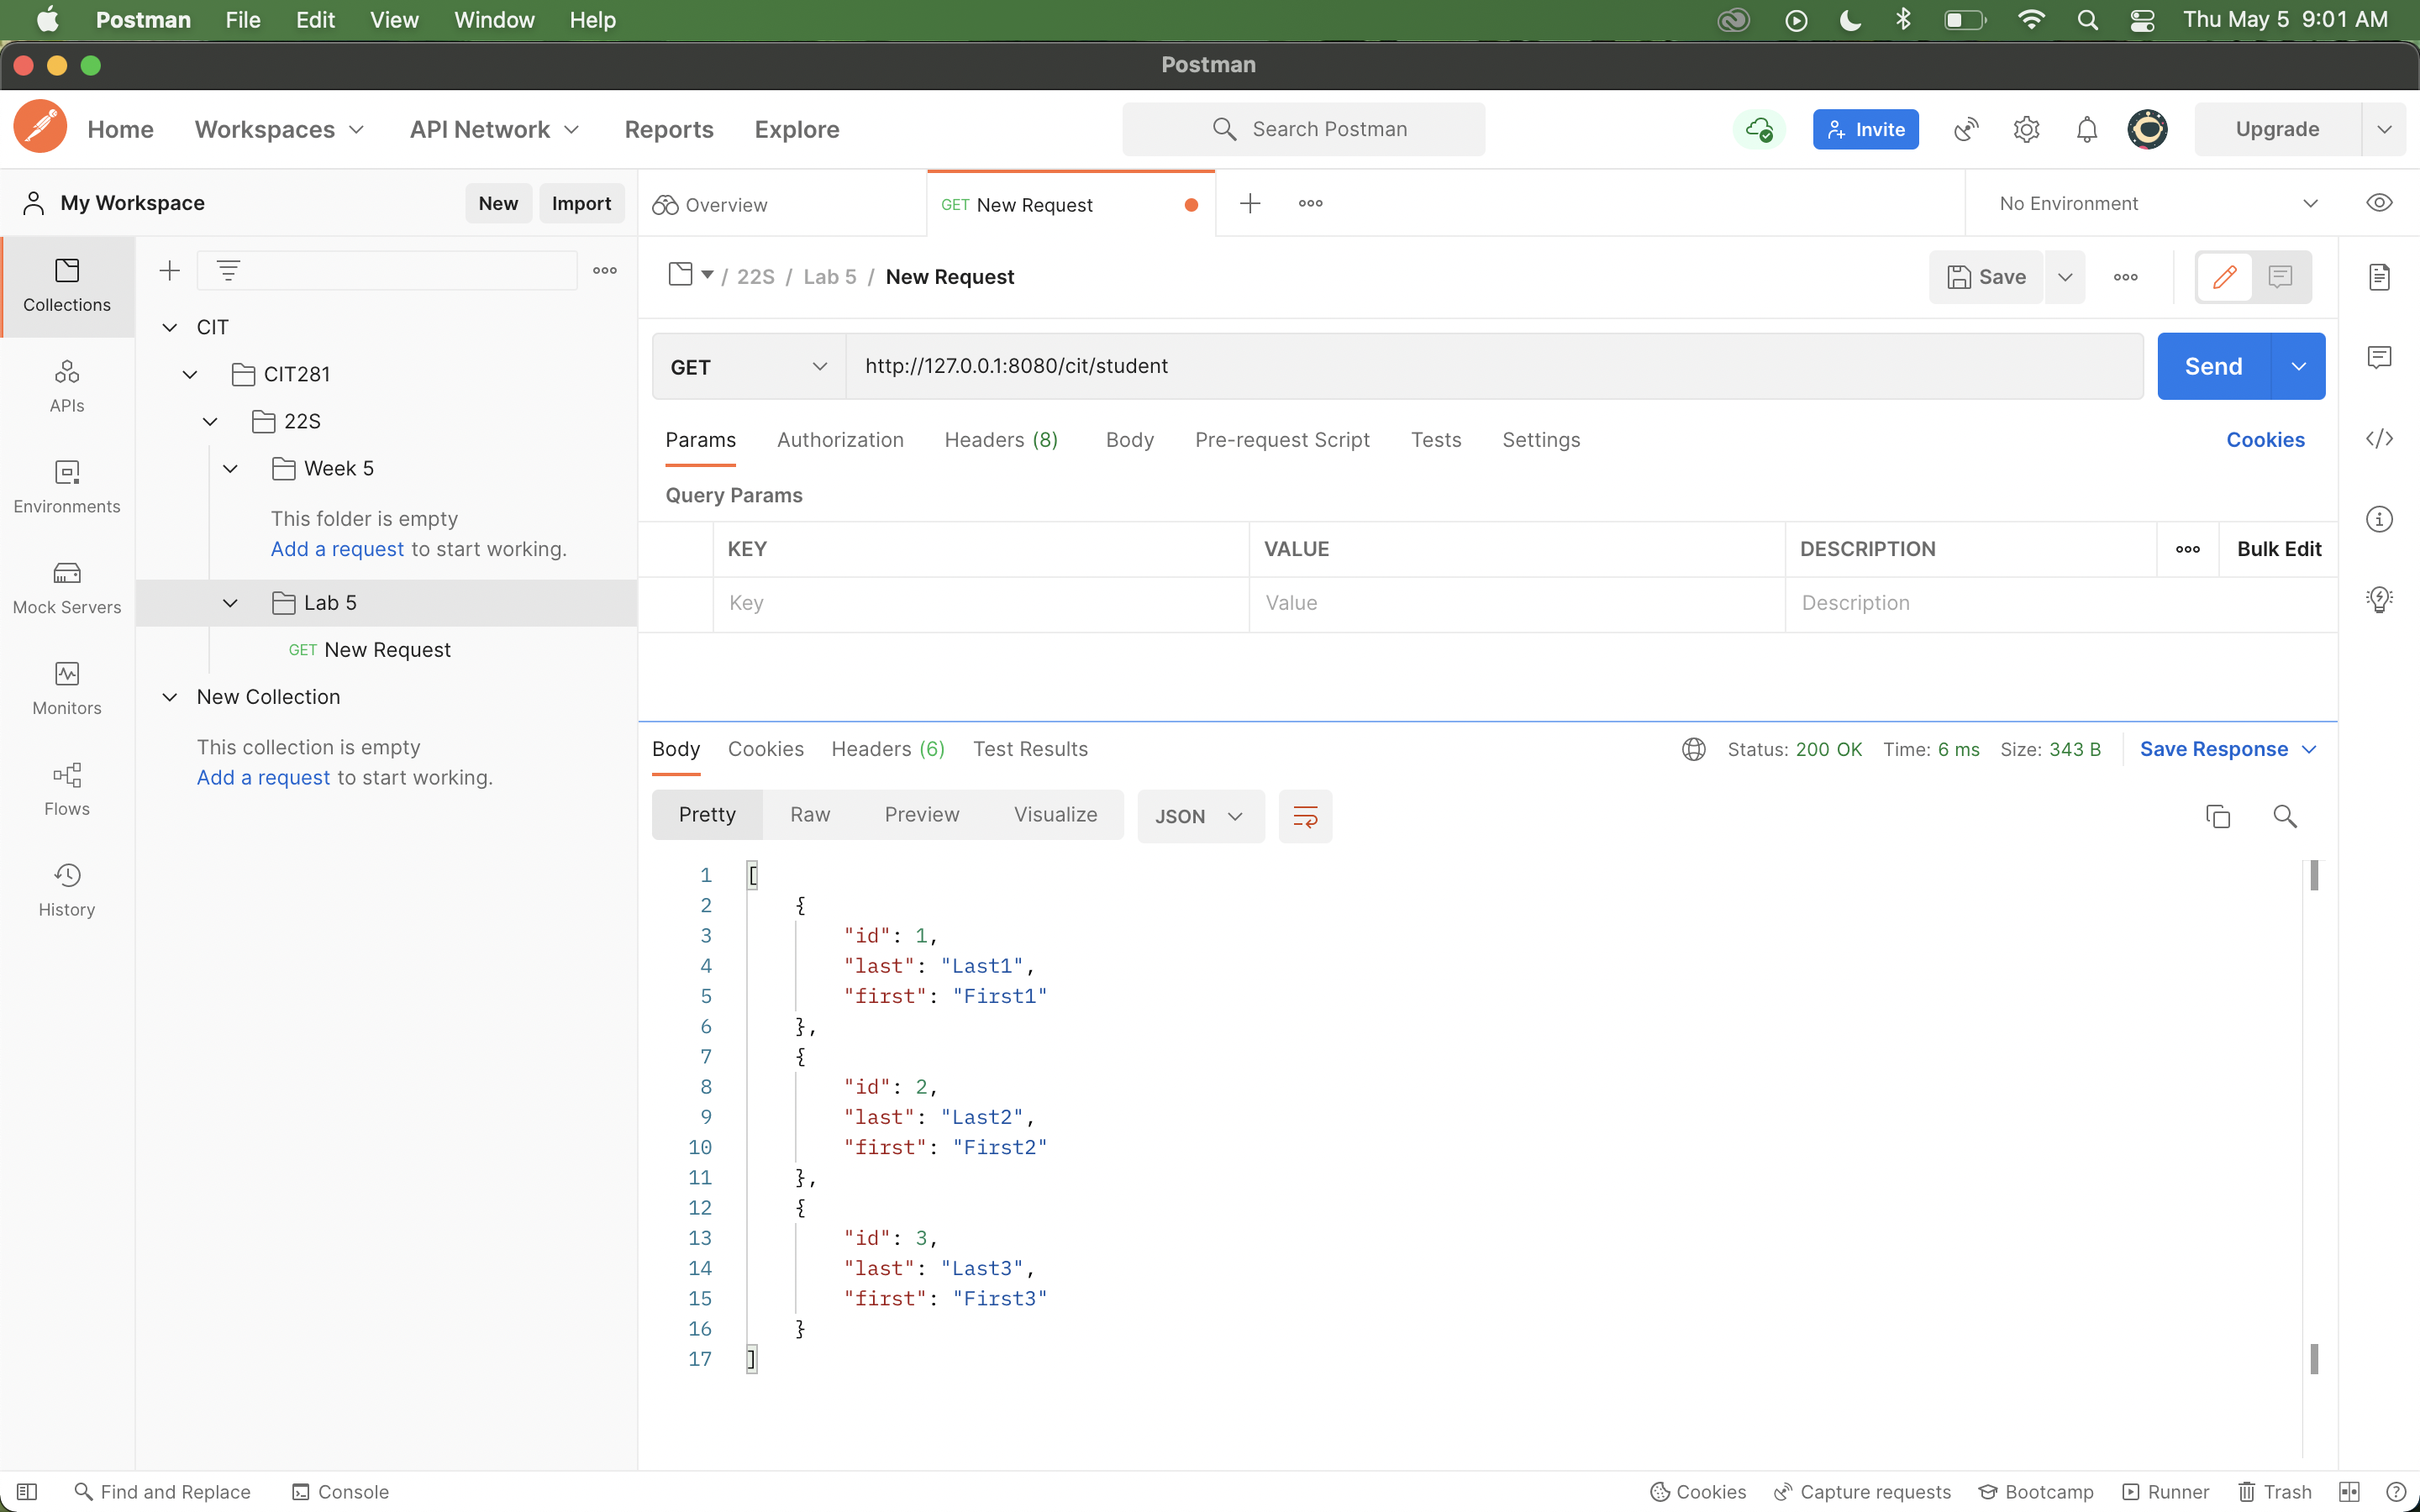 Postman File Edit View Window Help Thu May 5 9:01 AM
Postman
Home Workspaces API Network Reports Explore Search Postman Invite Upgrade
My Workspace New Import Overview GET New Request No Environment
Collections
APIs
Environments
Mock Servers
Monitors
Flows
History
CIT
CIT281
22S
Week 5
This folder is empty
Add a request to start working.
Lab 5
GET New Request
New Collection
This collection is empty
Add a request to start working.
/ 22S / Lab 5 / New Request Save
GET http://127.0.0.1:8080/cit/student Send
Params Authorization Headers (8) Body Pre-request Script Tests Settings Cookies
Query Params
KEY VALUE DESCRIPTION Bulk Edit
Key Value Description
Body Cookies Headers (6) Test Results Status: 200 OK Time: 6 ms Size: 343 B Save Response
Pretty Raw Preview Visualize JSON
1 [
2 {
3 "id": 1,
4 "last": "Last1",
5 "first": "First1"
6 },
7 {
8 "id": 2,
9 "last": "Last2",
10 "first": "First2"
11 },
12 {
13 "id": 3,
14 "last": "Last3",
15 "first": "First3"
16 }
17 ]
Find and Replace Console Cookies Capture requests Bootcamp Runner Trash